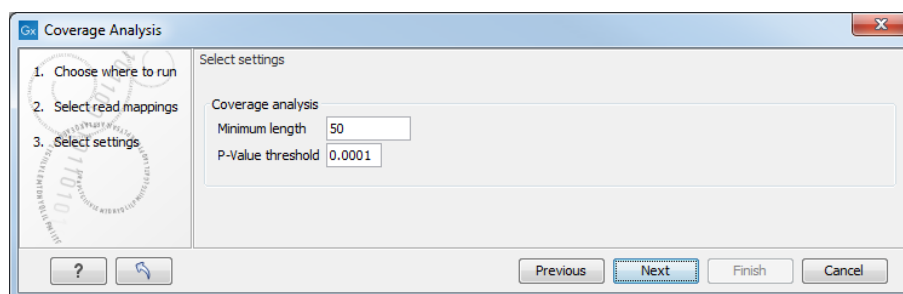 Gx Coverage Analysis
X
1. Choose where to run
2. Select read mappings
3. Select settings
Select settings
Coverage analysis
Minimum length 50
P-Value threshold 0.0001
?
Previous Next Finish Cancel